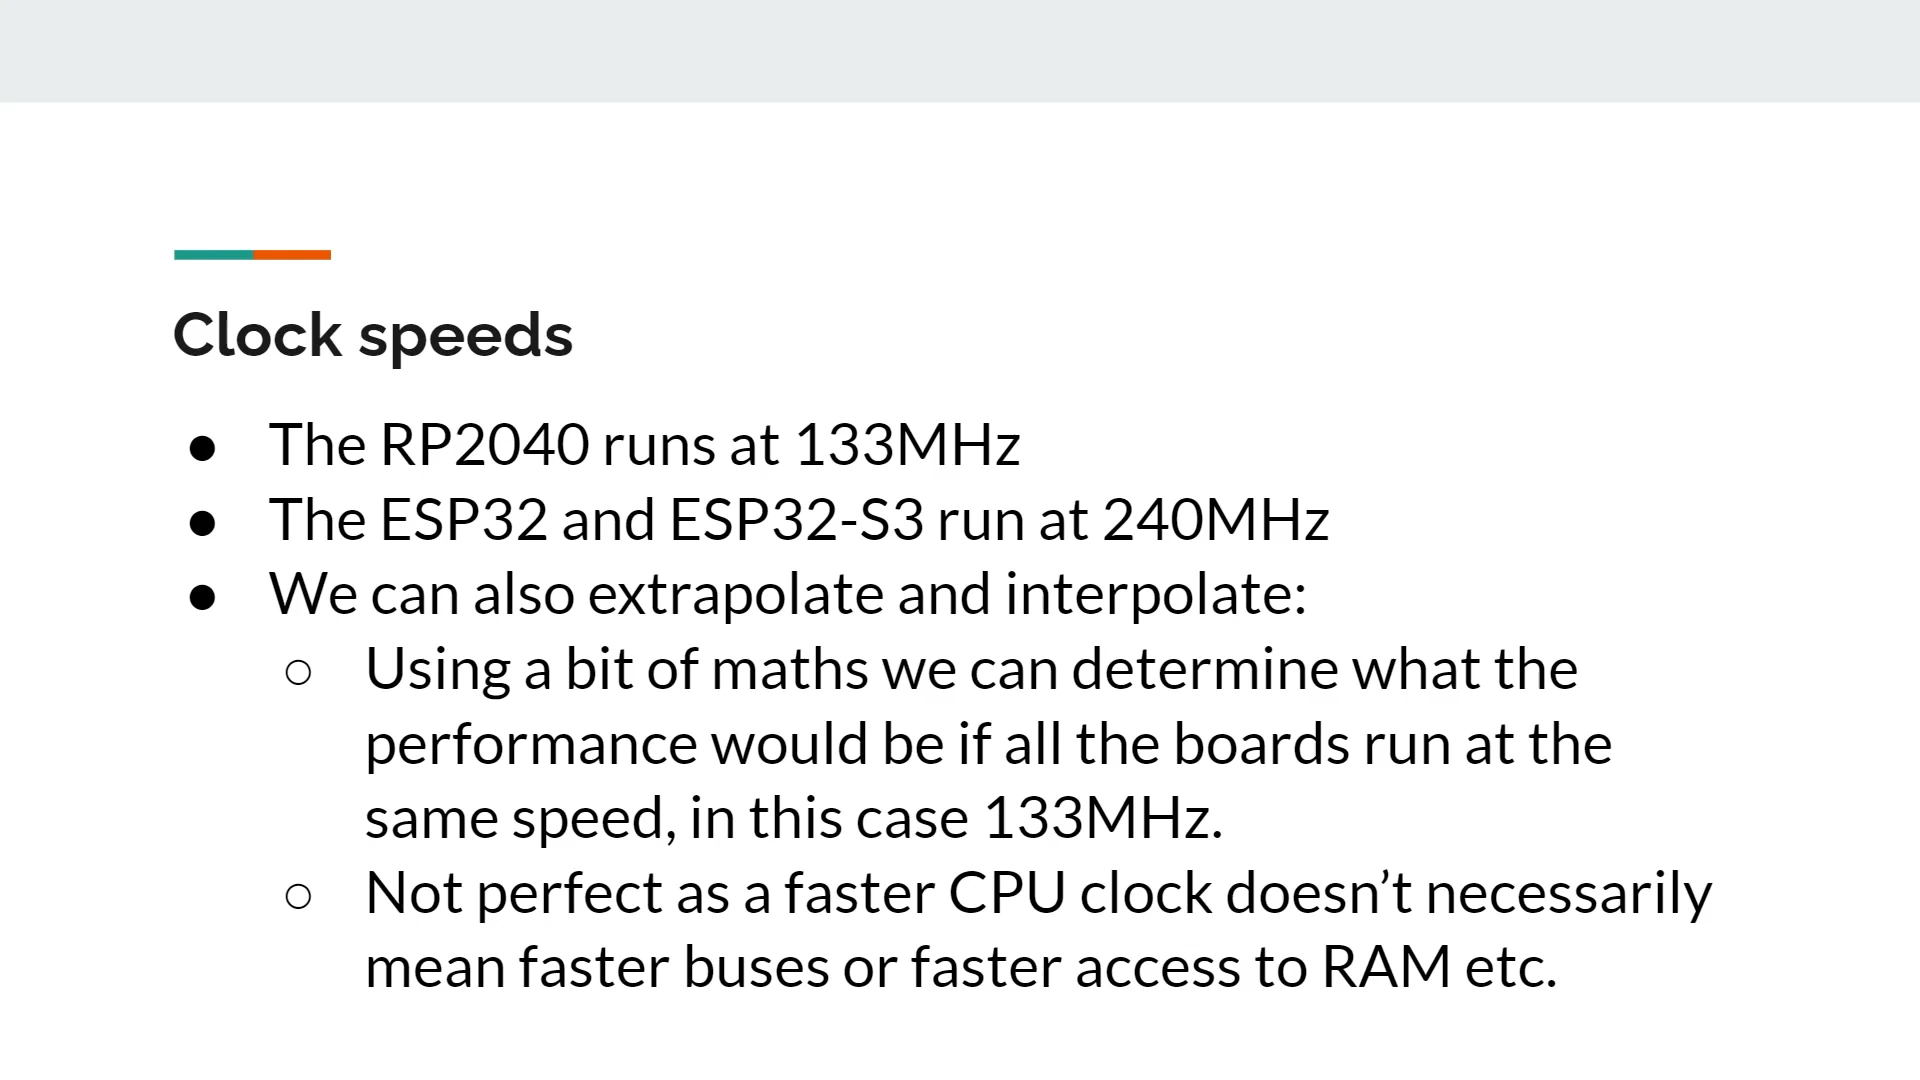 Clock speeds
● The RP2040 runs at 133MHz
● The ESP32 and ESP32-S3 run at 240MHz
● We can also extrapolate and interpolate:
○ Using a bit of maths we can determine what the
performance would be if all the boards run at the
same speed, in this case 133MHz.
○ Not perfect as a faster CPU clock doesn’t necessarily
mean faster buses or faster access to RAM etc.